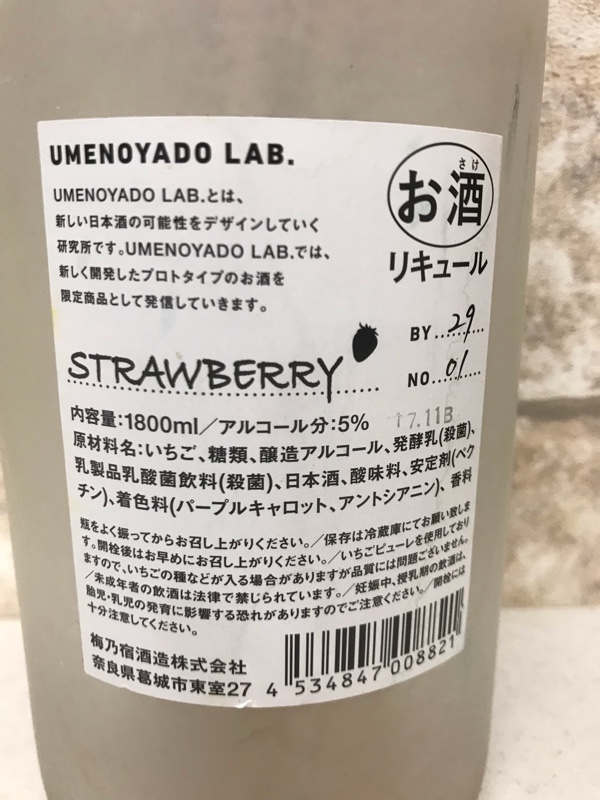 UMENOYADO LAB.
UMENOYADO LAB.とは、
新しい日本酒の可能性をデザインしていく
研究所です。UMENOYADO LAB.では、
新しく開発したプロトタイプのお酒を
限定商品として発信していきます。
さけ
お酒
リキュール
BY.....29....
NO....01.....
STRAWBERRY
内容量:1800ml/アルコール分:5%
17.11B
原材料名:いちご、糖類、醸造アルコール、発酵乳(殺菌)、
乳製品乳酸菌飲料(殺菌)、日本酒、酸味料、安定剤(ペク
チン)、着色料(パープルキャロット、アントシアニン)、香料
瓶をよく振ってからお召し上がりください。/保存は冷蔵庫にてお願い致しま
す。開栓後はお早めにお召し上がりください。/いちごピューレを使用しており
ますので、いちごの種などが入る場合がありますが品質には問題ございません。
/未成年者の飲酒は法律で禁じられています。/妊娠中、授乳期の飲酒は、
胎児・乳児の発育に影響する恐れがありますのでご注意ください。/開栓には
十分注意してください。
梅乃宿酒造株式会社
奈良県葛城市東室27
4 534847 008821